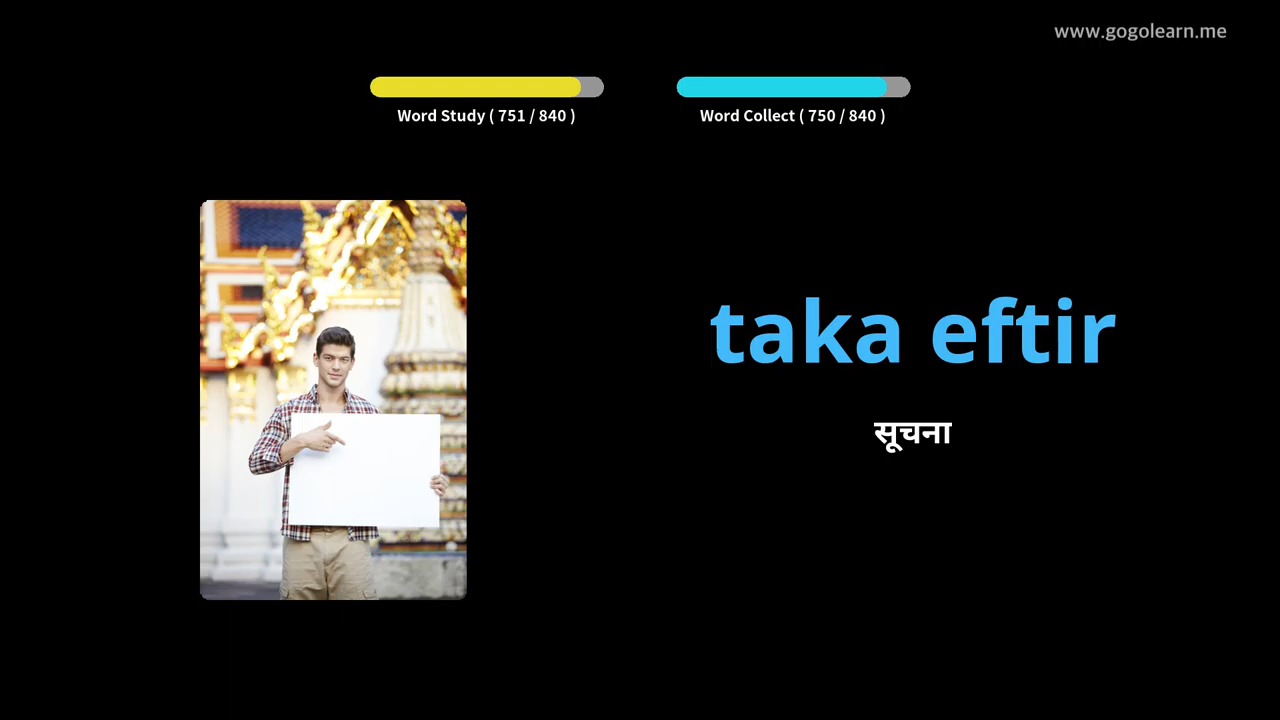 www.gogolearn.me
Word Study ( 751 / 840 )
Word Collect ( 750 / 840 )
taka eftir
सूचना